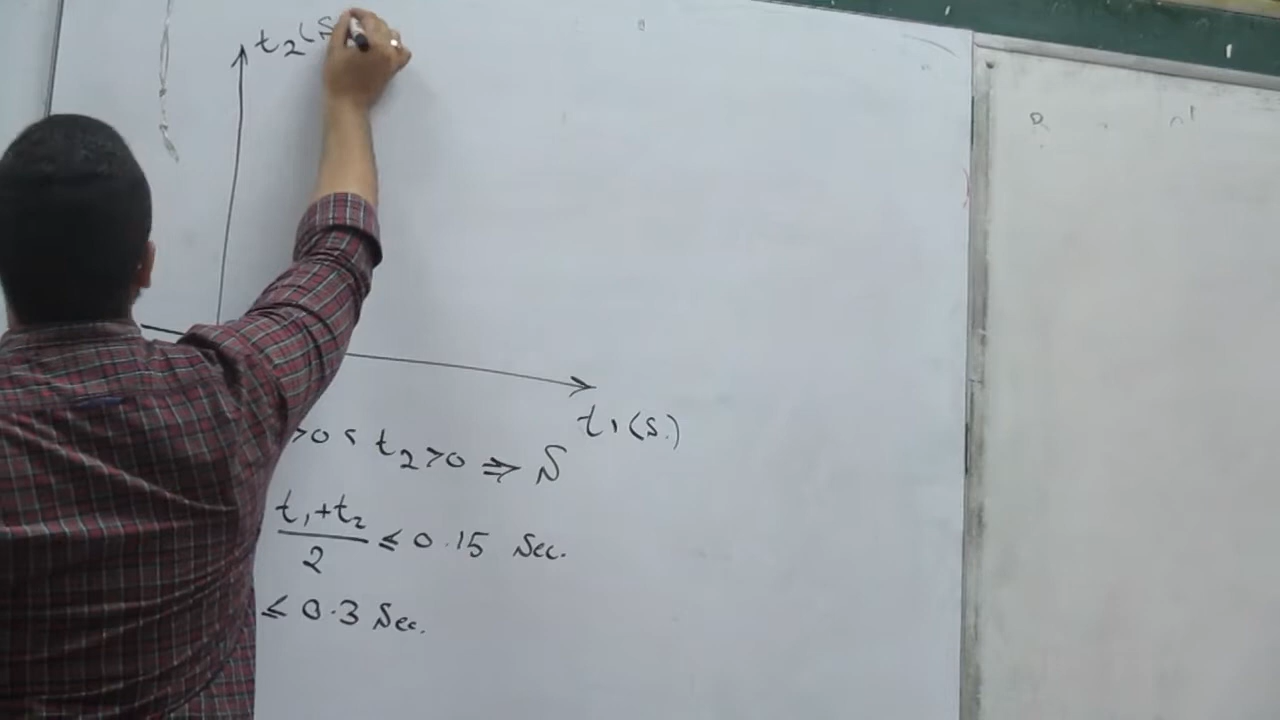 t₂(S
t₁(S.)
>0 , t₂>0 ⇒ S
t₁+t₂
2
≤ 0.15 Sec.
≤ 0.3 Sec.